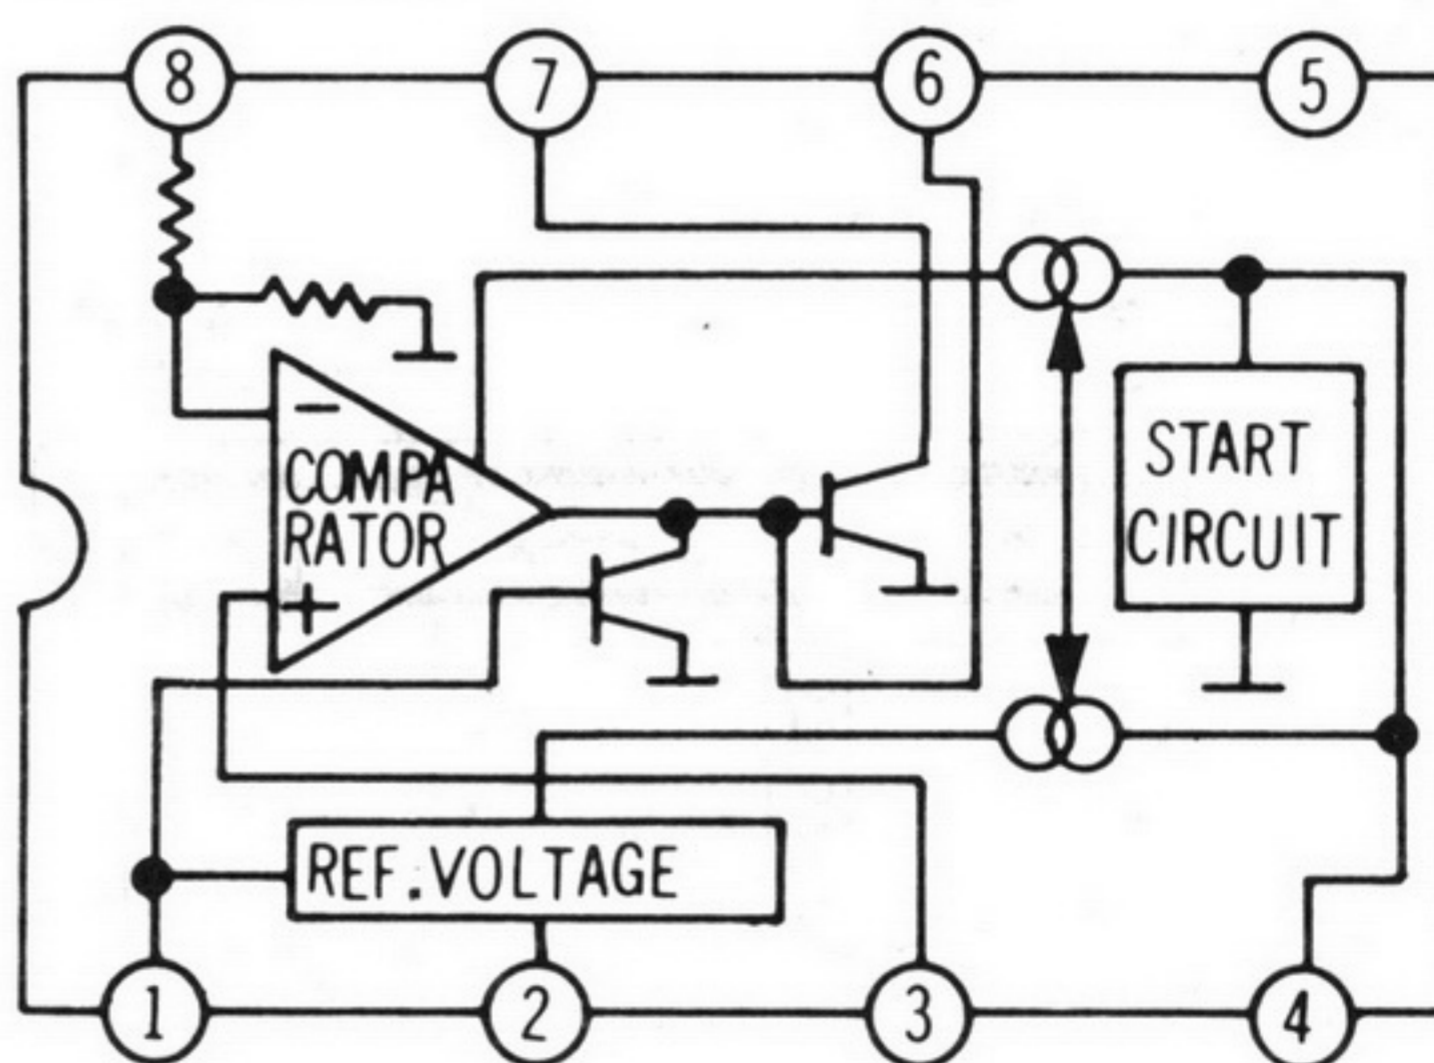 8 7 6 5
−
COMPA
RATOR
+
START
CIRCUIT
REF.VOLTAGE
1 2 3 4